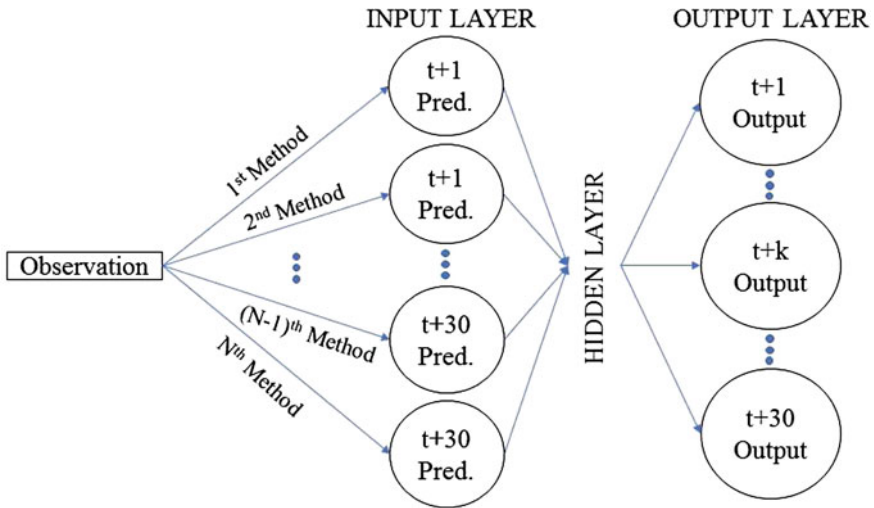 INPUT LAYER
OUTPUT LAYER
Observation
1st Method
2nd Method
(N-1)th Method
Nth Method
t+1
Pred.
t+1
Pred.
t+30
Pred.
t+30
Pred.
HIDDEN LAYER
t+1
Output
t+k
Output
t+30
Output